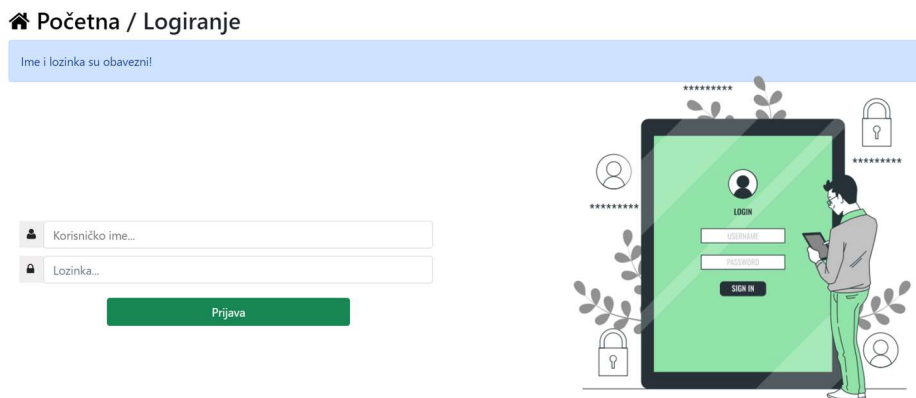 Početna / Logiranje
Ime i lozinka su obavezni!
Korisničko ime...
Lozinka...
Prijava
*********
*********
*********
LOGIN
USERNAME
PASSWORD
SIGN IN